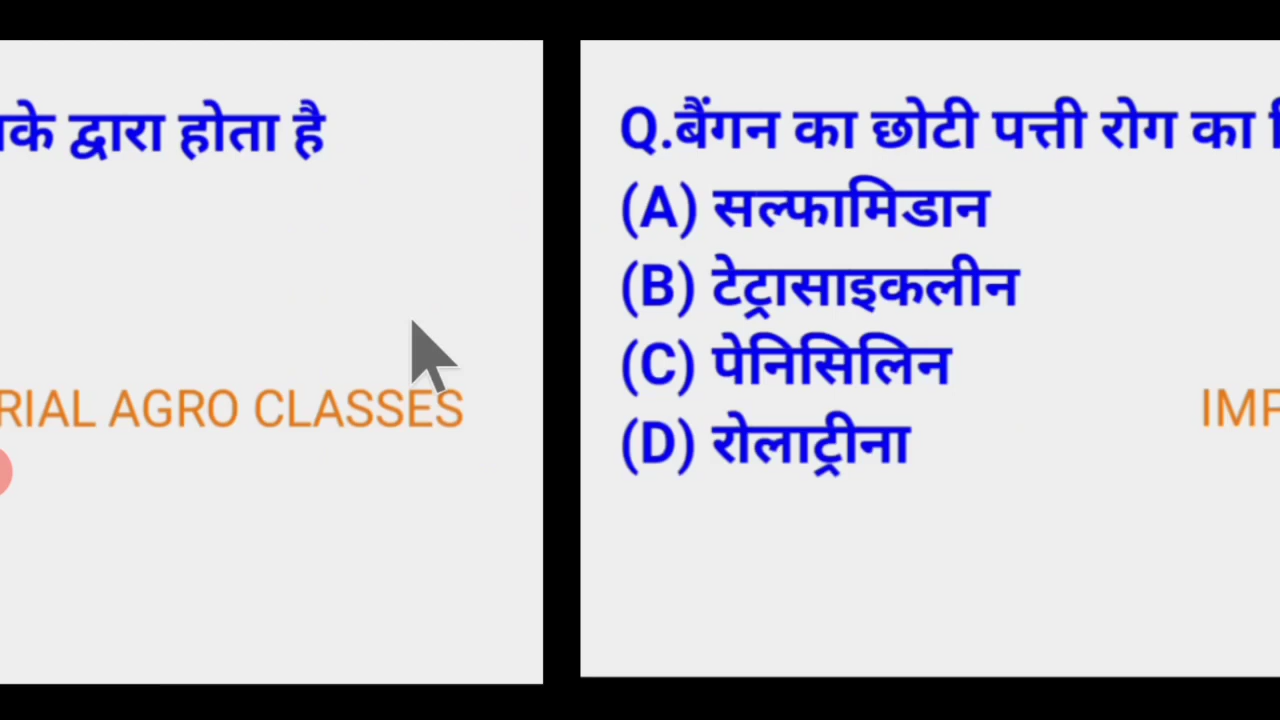 द्वारा होता है
RIAL AGRO CLASSES
Q.बैंगन का छोटी पत्ती रोग का
(A) सल्फामिडान
(B) टेट्रासाइकलीन
(C) पेनिसिलिन
(D) रोलाट्रीना
IMP